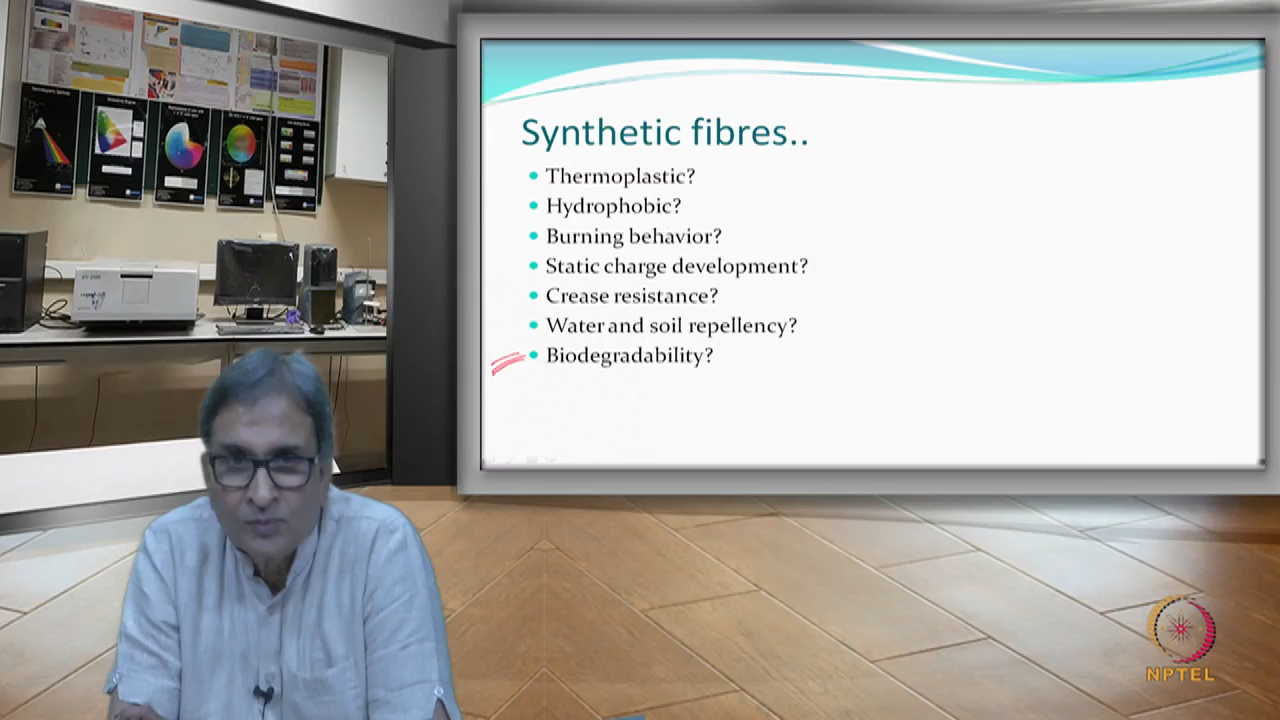 Synthetic fibres..
Thermoplastic?
Hydrophobic?
Burning behavior?
Static charge development?
Crease resistance?
Water and soil repellency?
Biodegradability?
NPTEL